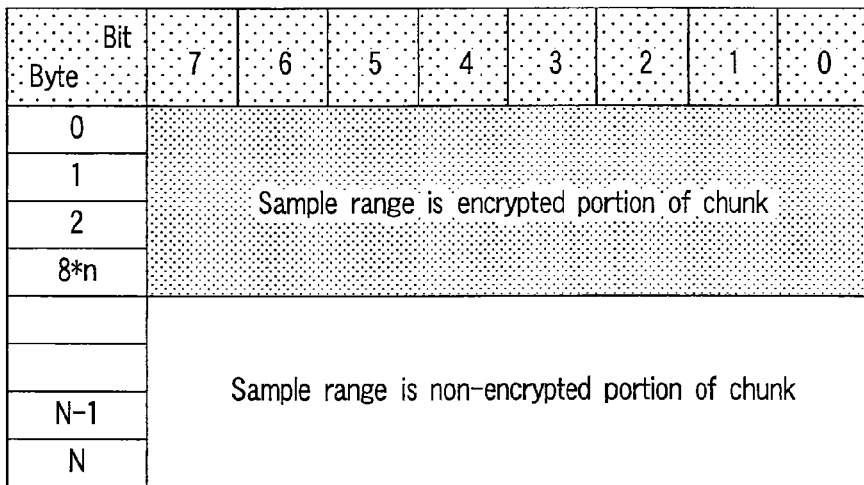 Bit
Byte
7 6 5 4 3 2 1 0
0
1
2
8*n
Sample range is encrypted portion of chunk
N-1
N
Sample range is non-encrypted portion of chunk